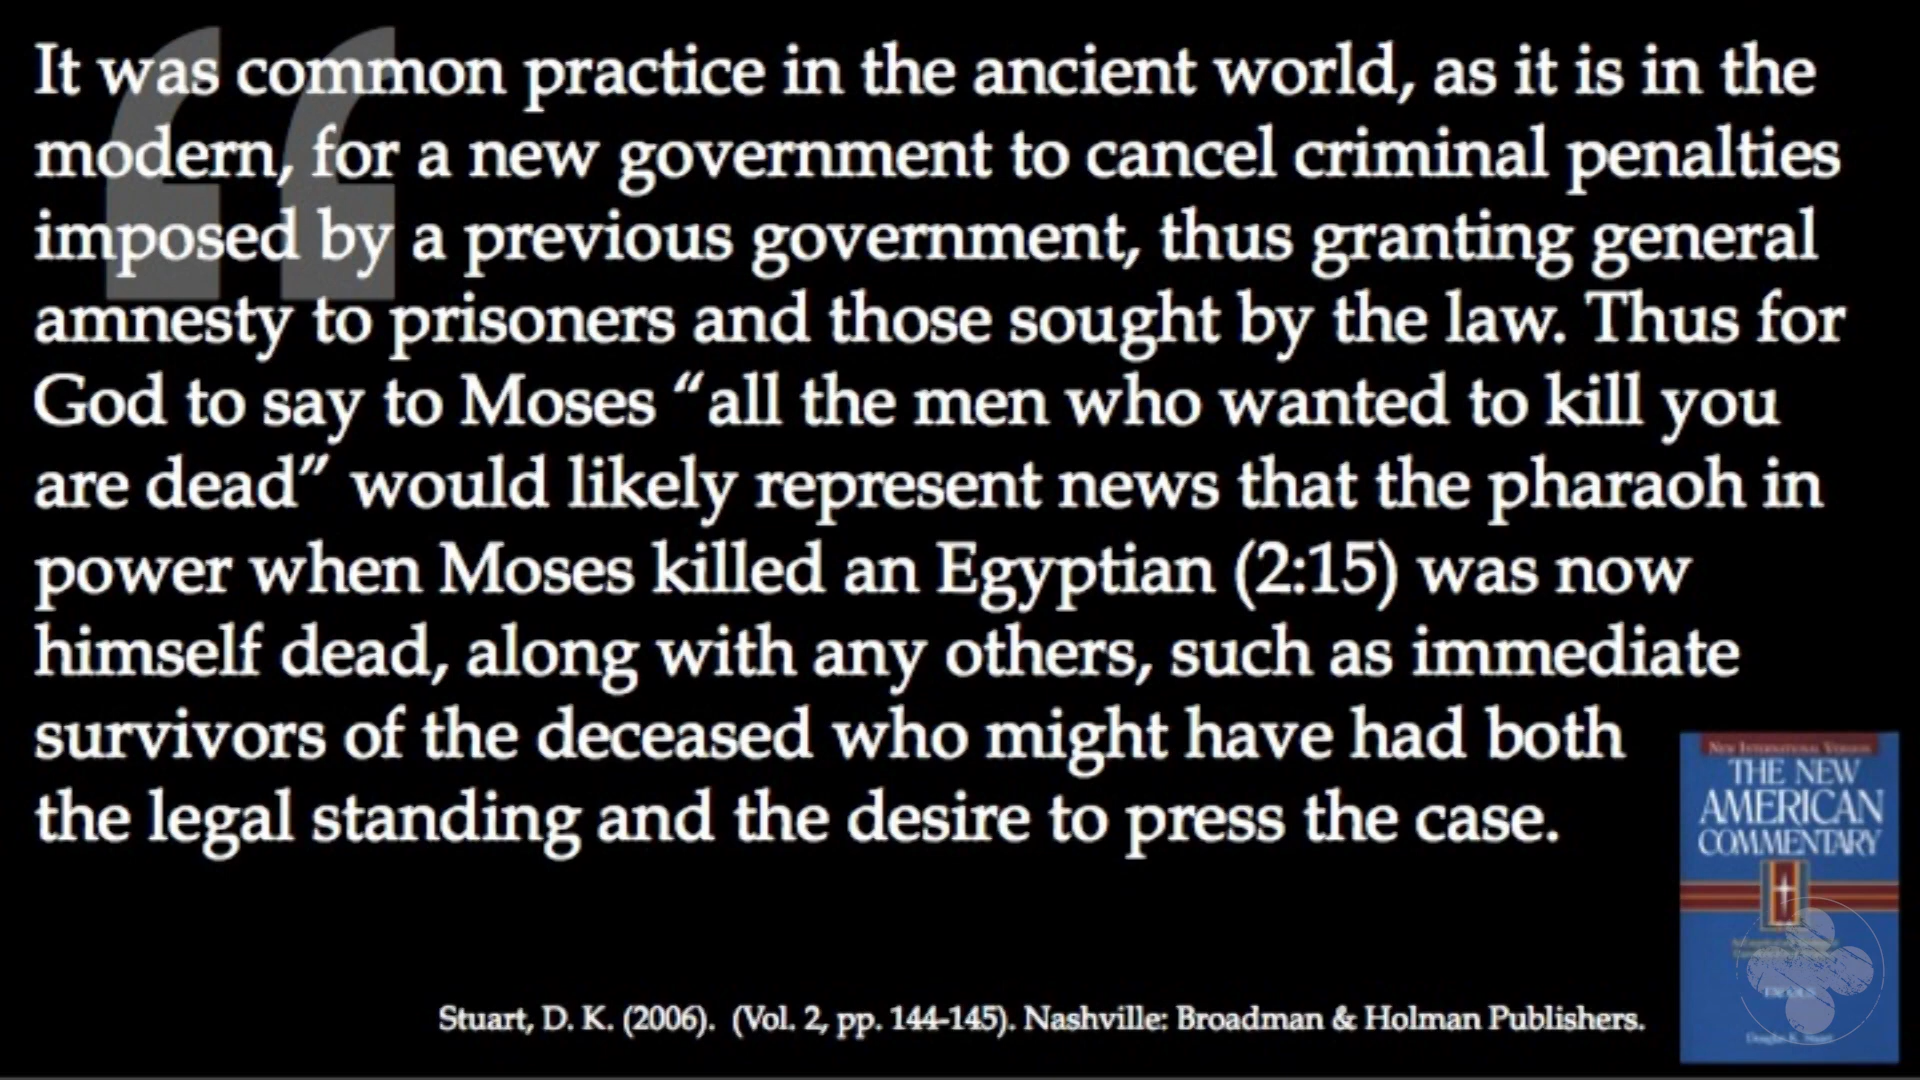 It was common practice in the ancient world, as it is in the
modern, for a new government to cancel criminal penalties
imposed by a previous government, thus granting general
amnesty to prisoners and those sought by the law. Thus for
God to say to Moses “all the men who wanted to kill you
are dead” would likely represent news that the pharaoh in
power when Moses killed an Egyptian (2:15) was now
himself dead, along with any others, such as immediate
survivors of the deceased who might have had both
the legal standing and the desire to press the case.
NEW INTERNATIONAL VERSION
THE NEW
AMERICAN
COMMENTARY
EXODUS
Douglas K. Stuart
Stuart, D. K. (2006).  (Vol. 2, pp. 144-145). Nashville: Broadman & Holman Publishers.